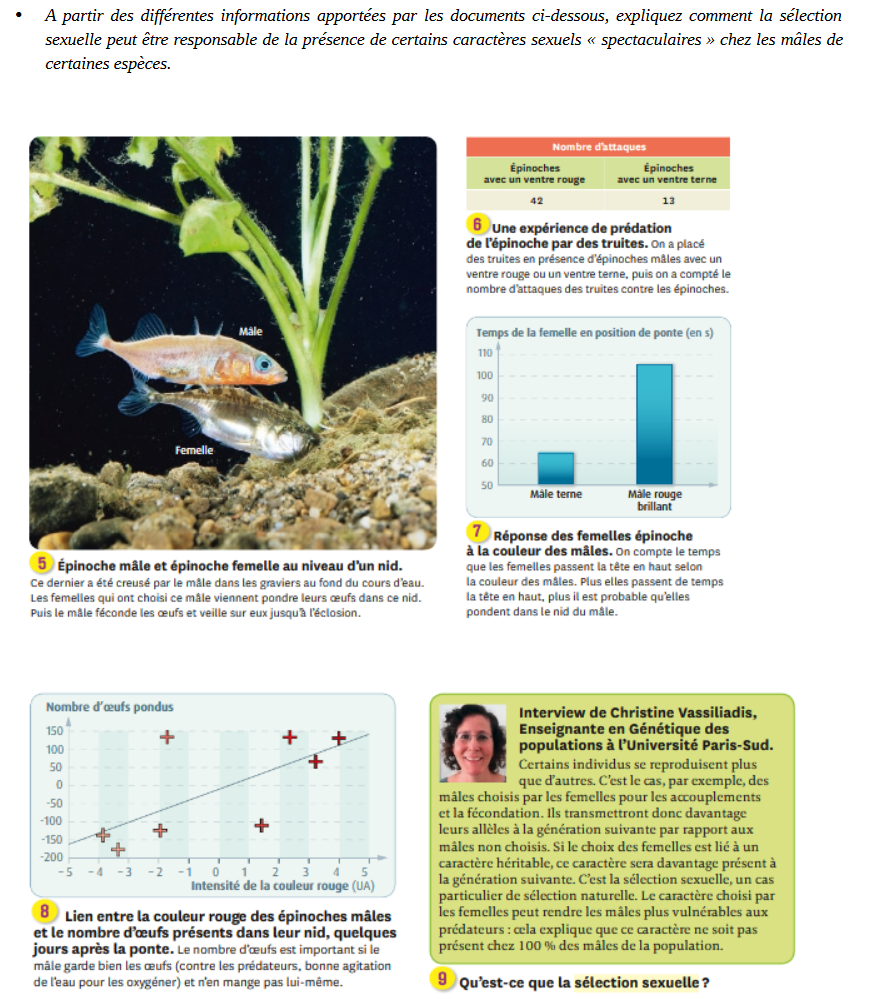 • A partir des différentes informations apportées par les documents ci-dessous, expliquez comment la sélection
sexuelle peut être responsable de la présence de certains caractères sexuels « spectaculaires » chez les mâles de
certaines espèces.
Mâle
Femelle
5 Épinoche mâle et épinoche femelle au niveau d'un nid.
Ce dernier a été creusé par le mâle dans les graviers au fond du cours d'eau.
Les femelles qui ont choisi ce mâle viennent pondre leurs œufs dans ce nid.
Puis le mâle féconde les œufs et veille sur eux jusqu'à l'éclosion.
Nombre d'attaques
Épinoches
avec un ventre rouge
Épinoches
avec un ventre terne
42
13
6 Une expérience de prédation
de l'épinoche par des truites. On a placé
des truites en présence d'épinoches mâles avec un
ventre rouge ou un ventre terne, puis on a compté le
nombre d'attaques des truites contre les épinoches.
Temps de la femelle en position de ponte (en s)
110
100
90
80
70
60
50
Mâle terne
Mâle rouge
brillant
7 Réponse des femelles épinoche
à la couleur des mâles. On compte le temps
que les femelles passent la tête en haut selon
la couleur des mâles. Plus elles passent de temps
la tête en haut, plus il est probable qu'elles
pondent dans le nid du mâle.
Nombre d'œufs pondus
150
100
50
0
-50
-100
-150
-200
-5 -4 -3 -2 -1 0 1 2 3 4 5
Intensité de la couleur rouge (UA)
8 Lien entre la couleur rouge des épinoches mâles
et le nombre d'œufs présents dans leur nid, quelques
jours après la ponte. Le nombre d'œufs est important si le
mâle garde bien les œufs (contre les prédateurs, bonne agitation
de l'eau pour les oxygéner) et n'en mange pas lui-même.
Interview de Christine Vassiliadis,
Enseignante en Génétique des
populations à l'Université Paris-Sud.
Certains individus se reproduisent plus
que d'autres. C'est le cas, par exemple, des
mâles choisis par les femelles pour les accouplements
et la fécondation. Ils transmettront donc davantage
leurs allèles à la génération suivante par rapport aux
mâles non choisis. Si le choix des femelles est lié à un
caractère héritable, ce caractère sera davantage présent à
la génération suivante. C'est la sélection sexuelle, un cas
particulier de sélection naturelle. Le caractère choisi par
les femelles peut rendre les mâles plus vulnérables aux
prédateurs : cela explique que ce caractère ne soit pas
présent chez 100 % des mâles de la population.
9 Qu'est-ce que la sélection sexuelle ?